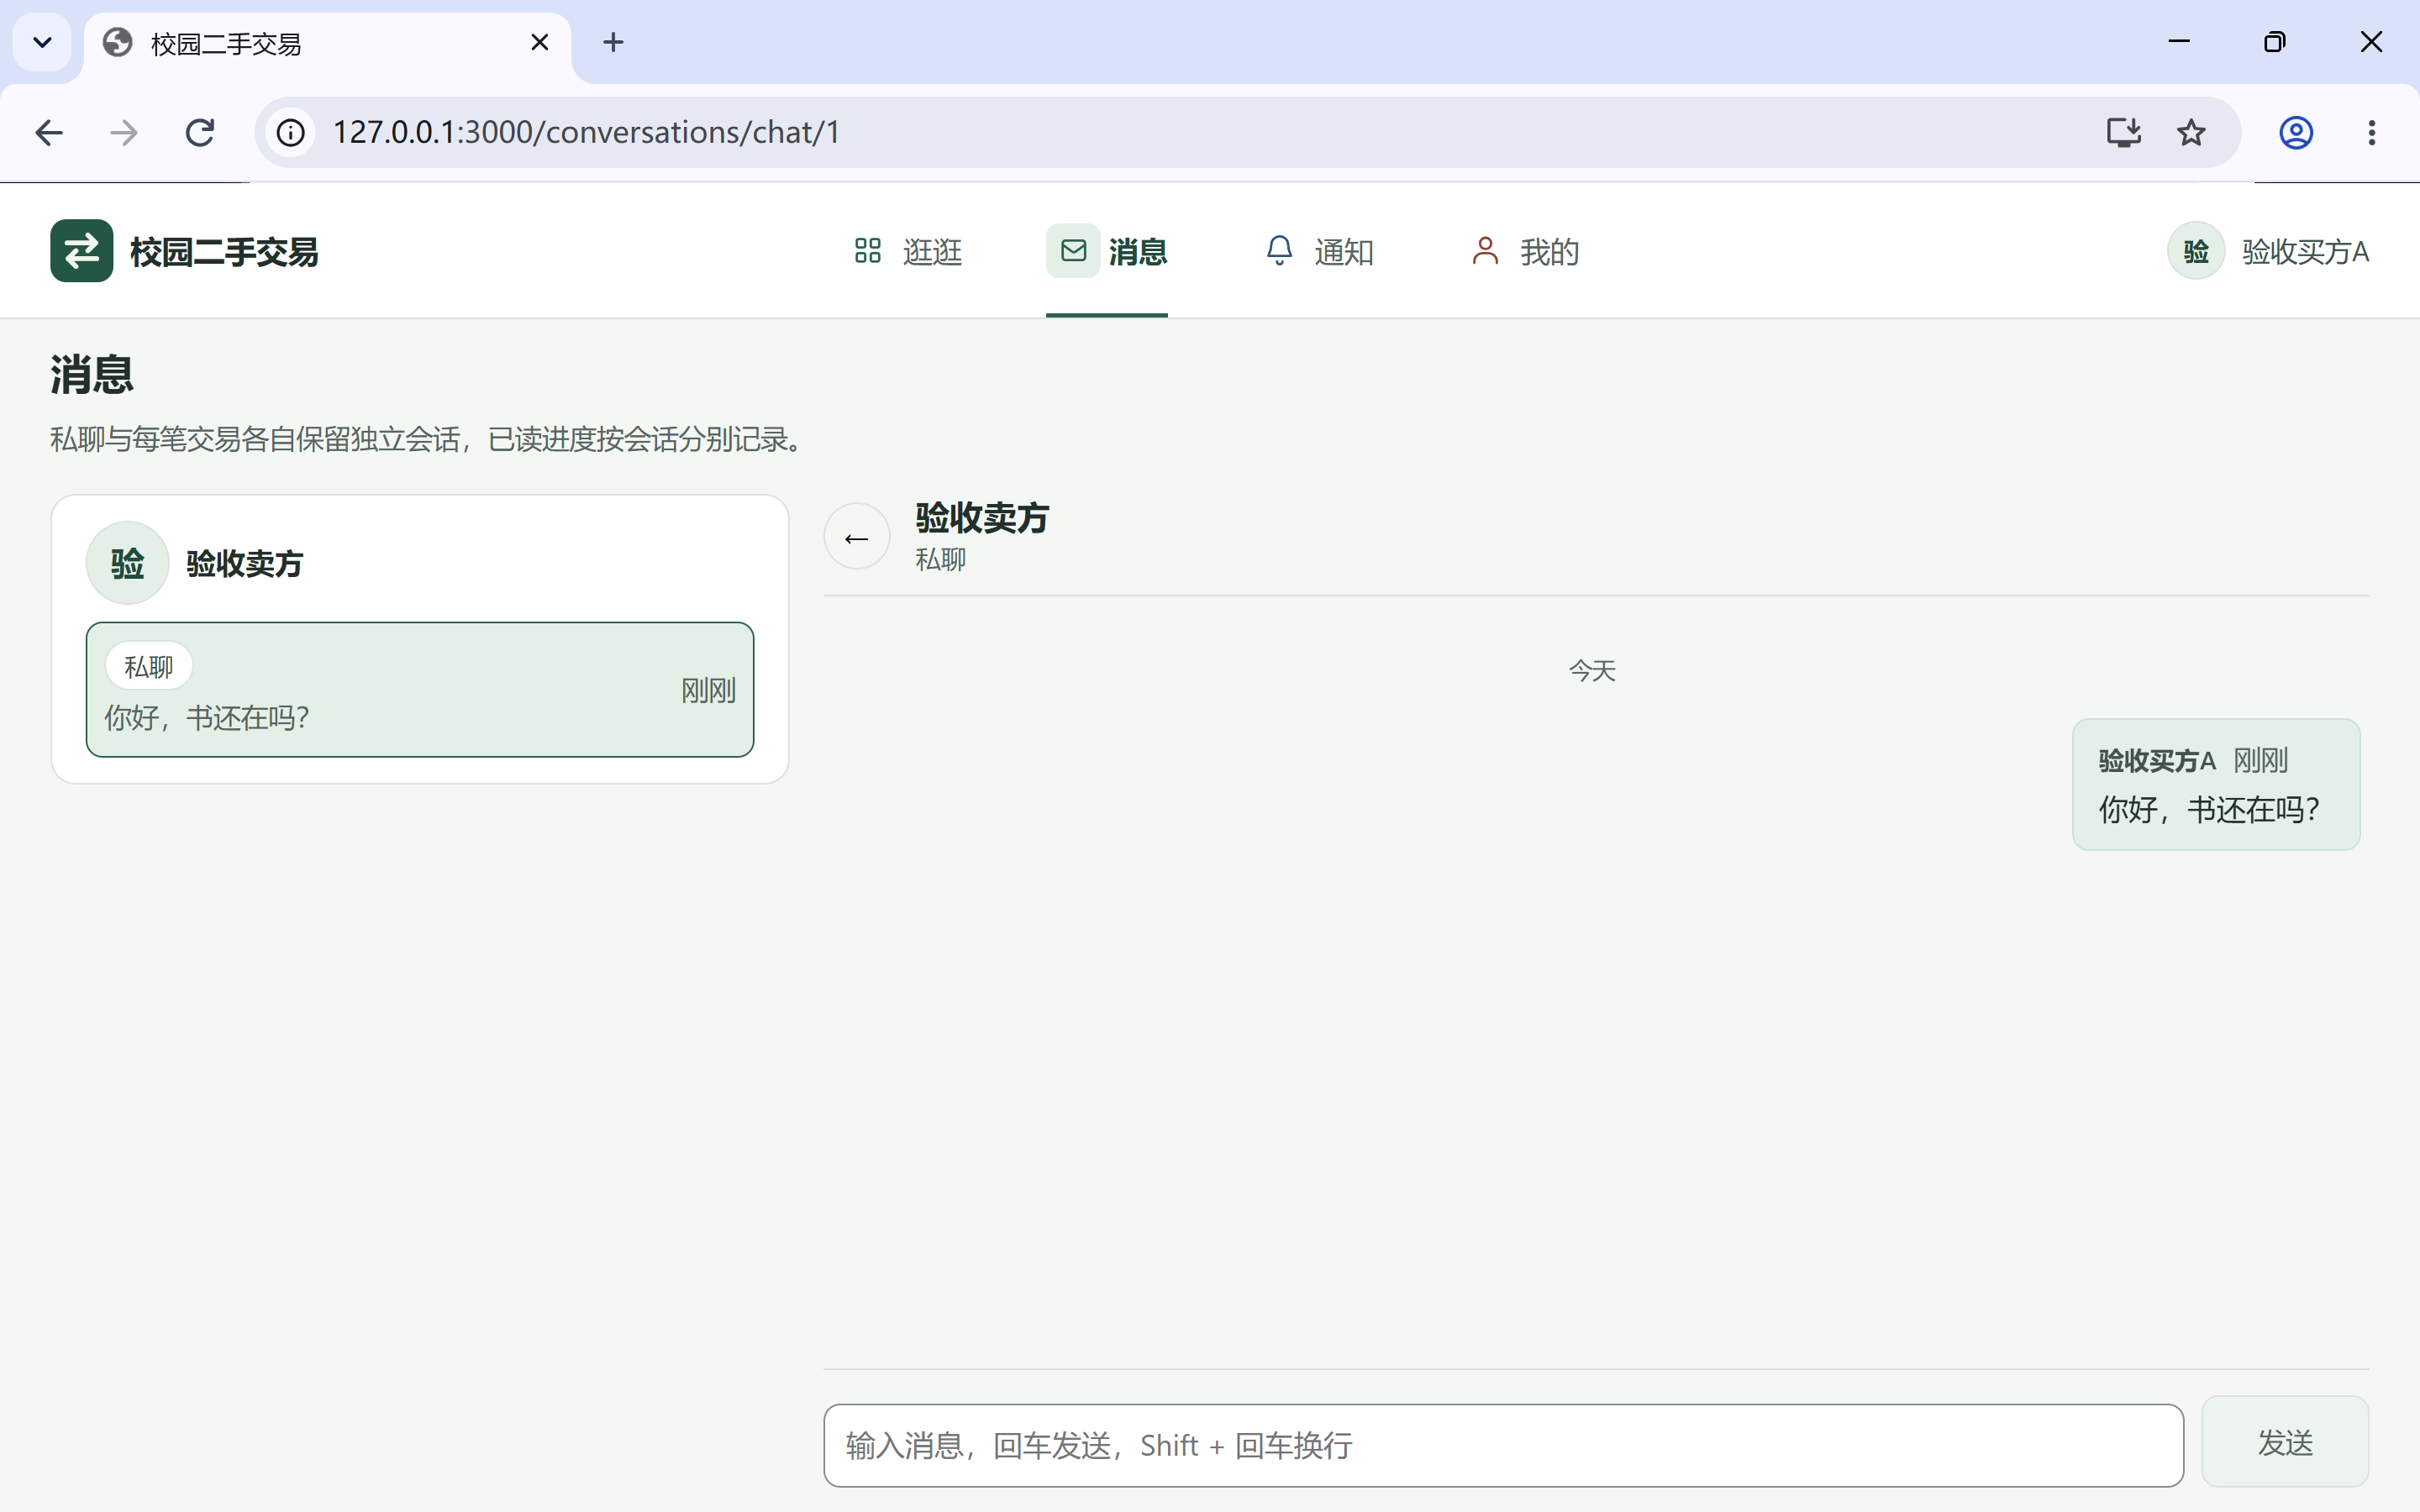 校园二手交易
127.0.0.1:3000/conversations/chat/1
校园二手交易
逛逛
消息
通知
我的
验
验收买方A
消息
私聊与每笔交易各自保留独立会话，已读进度按会话分别记录。
验
验收卖方
私聊
刚刚
你好，书还在吗？
←
验收卖方
私聊
今天
验收买方A 刚刚
你好，书还在吗？
输入消息，回车发送，Shift + 回车换行
发送